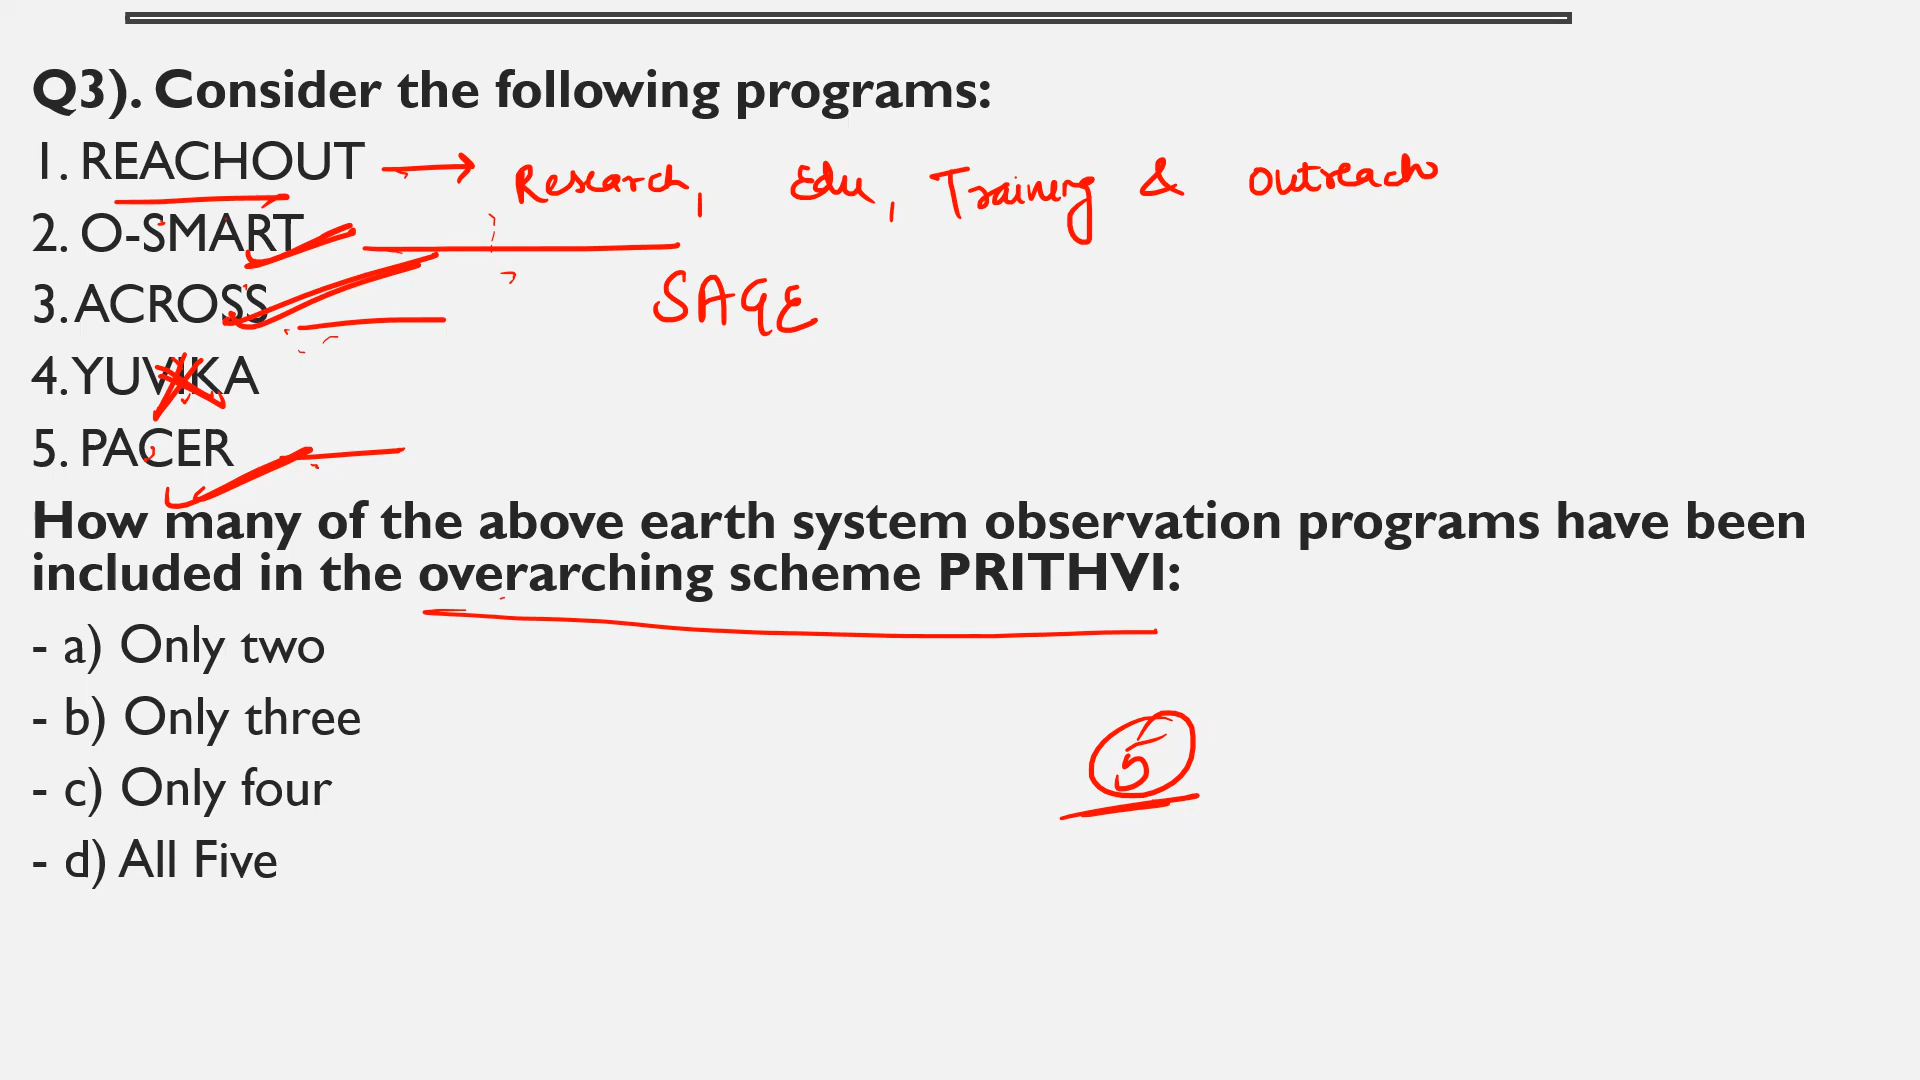 Q3). Consider the following programs:
1. REACHOUT → Research, Edu, Training & Outreach
2. O-SMART
3. ACROSS SAGE
4. YUVIKA
5. PACER
How many of the above earth system observation programs have been
included in the overarching scheme PRITHVI:
- a) Only two
- b) Only three
- c) Only four
- d) All Five
5